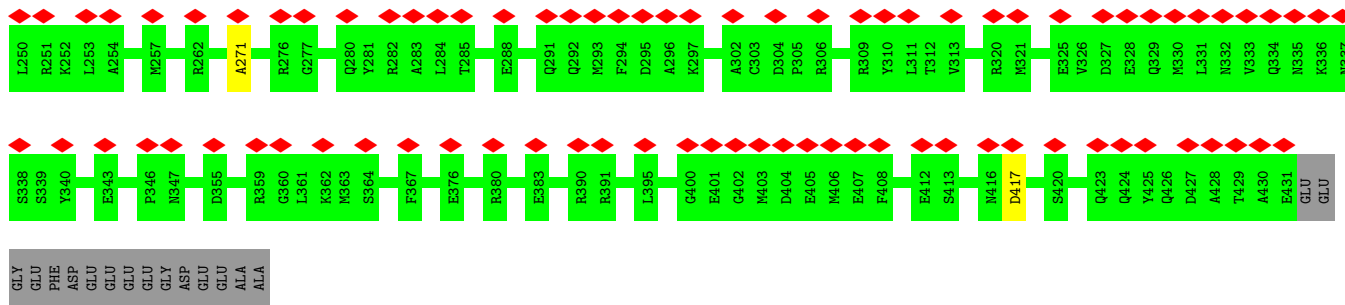 L250 R251 K252 L253 A254 M257 R262 A271 R276 G277 Q280 Y281 R282 A283 L284 T285 E288 Q291 Q292 M293 F294 D295 A296 K297 A302 C303 D304 P305 R306 R309 Y310 L311 T312 V313 R320 M321 E325 V326 D327 E328 Q329 M330 L331 N332 V333 Q334 N335 K336 N337
S338 S339 Y340 E343 P346 N347 D355 R359 G360 L361 K362 M363 S364 F367 E376 R380 E383 R390 R391 L395 G400 E401 G402 M403 D404 E405 M406 E407 F408 E412 S413 N416 D417 S420 Q423 Q424 Y425 Q426 D427 A428 T429 A430 E431 GLU GLU
GLY GLU PHE ASP GLU GLU GLU GLU GLY ASP GLU GLU ALA ALA